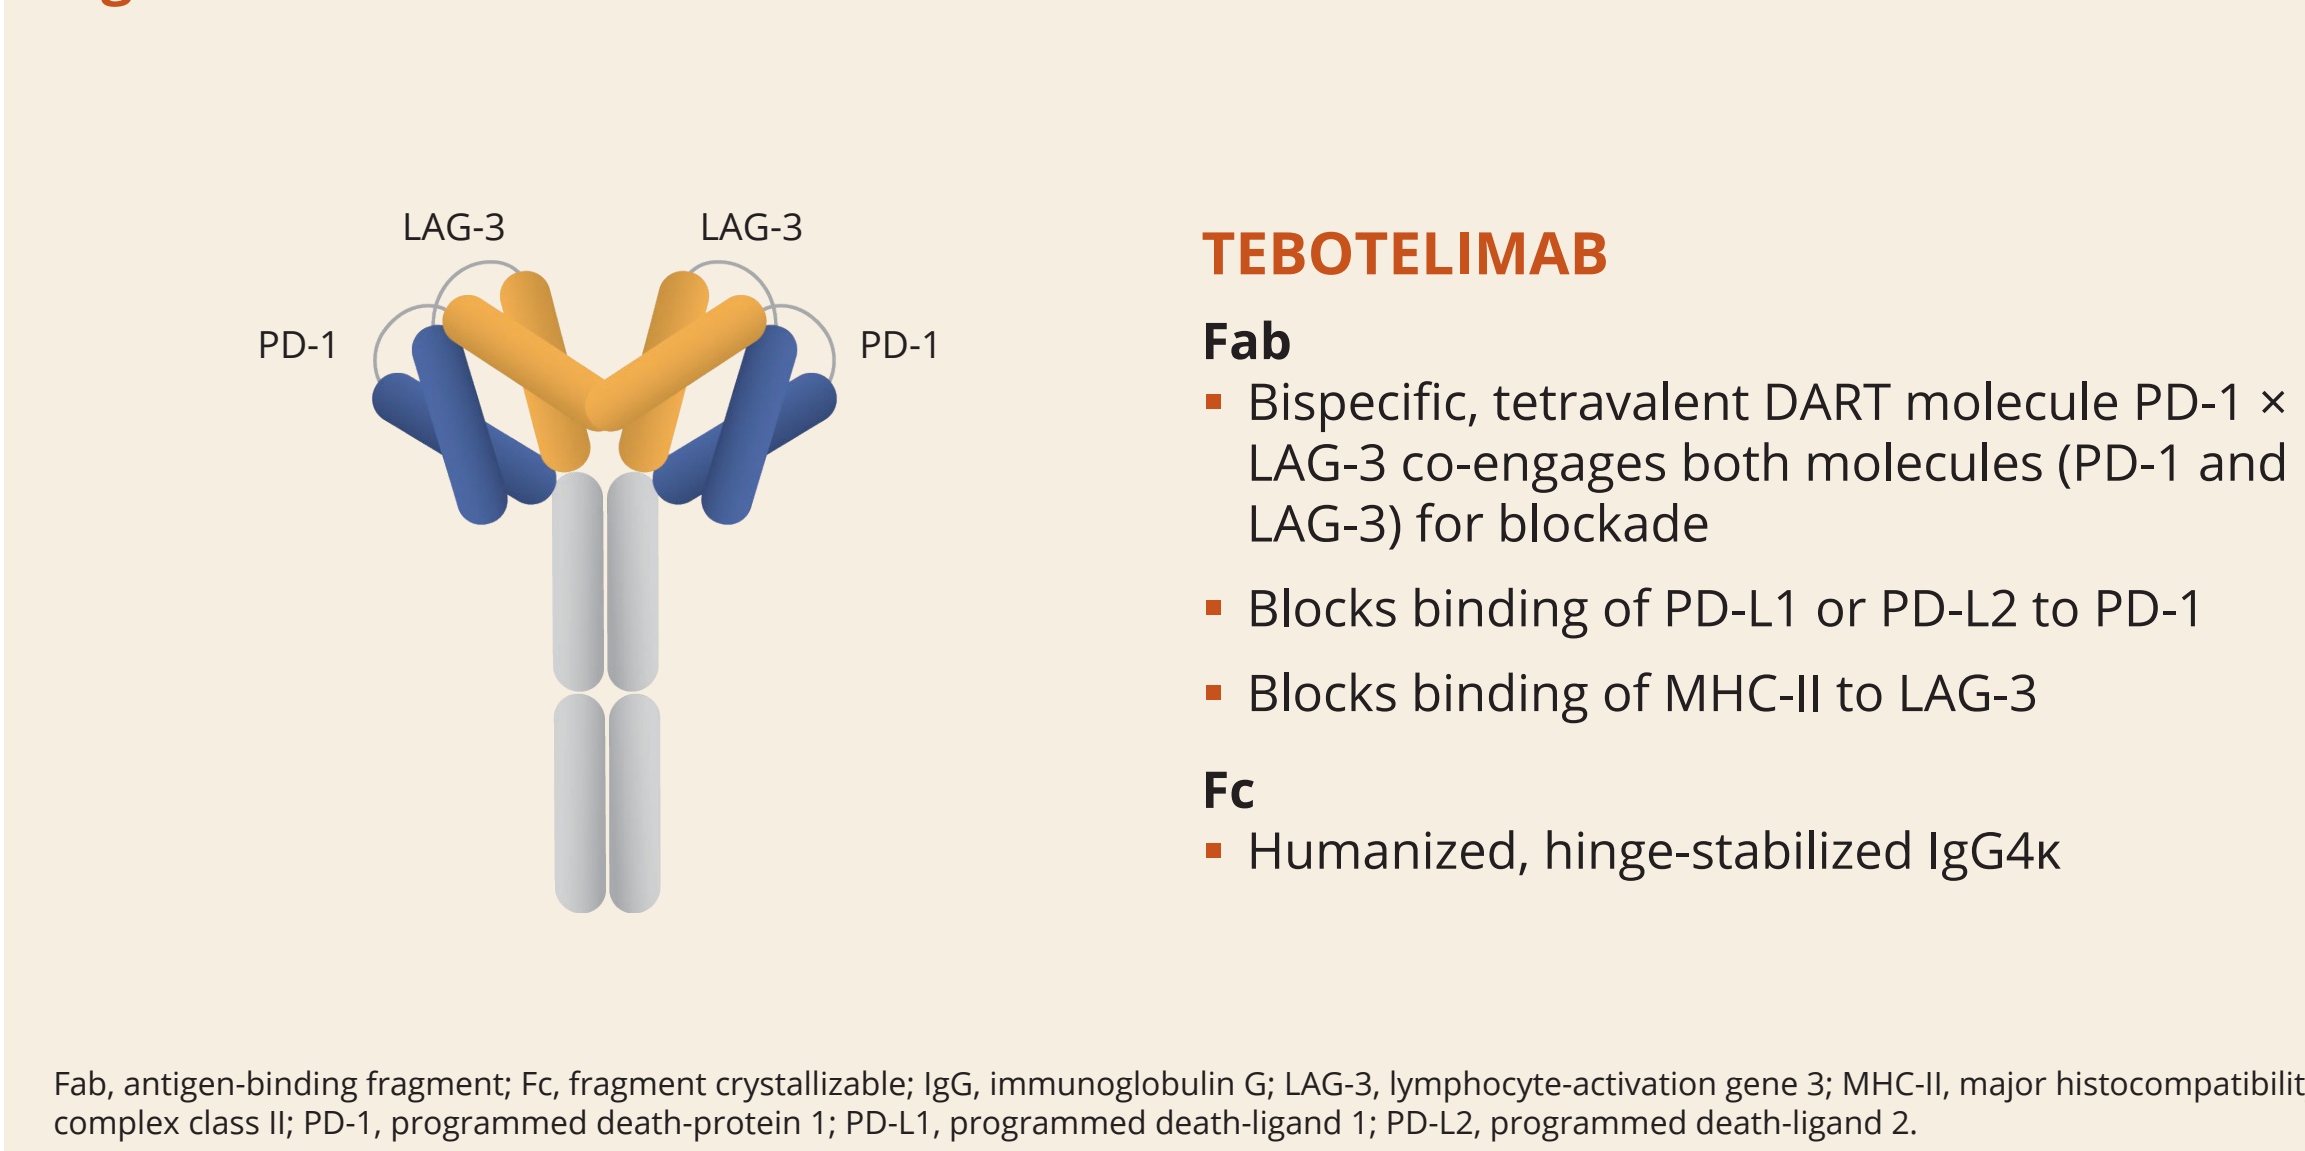 LAG-3 LAG-3
PD-1 PD-1
TEBOTELIMAB
Fab
▪ Bispecific, tetravalent DART molecule PD-1 ×
LAG-3 co-engages both molecules (PD-1 and
LAG-3) for blockade
▪ Blocks binding of PD-L1 or PD-L2 to PD-1
▪ Blocks binding of MHC-II to LAG-3
Fc
▪ Humanized, hinge-stabilized IgG4κ
Fab, antigen-binding fragment; Fc, fragment crystallizable; IgG, immunoglobulin G; LAG-3, lymphocyte-activation gene 3; MHC-II, major histocompatibilit
complex class II; PD-1, programmed death-protein 1; PD-L1, programmed death-ligand 1; PD-L2, programmed death-ligand 2.